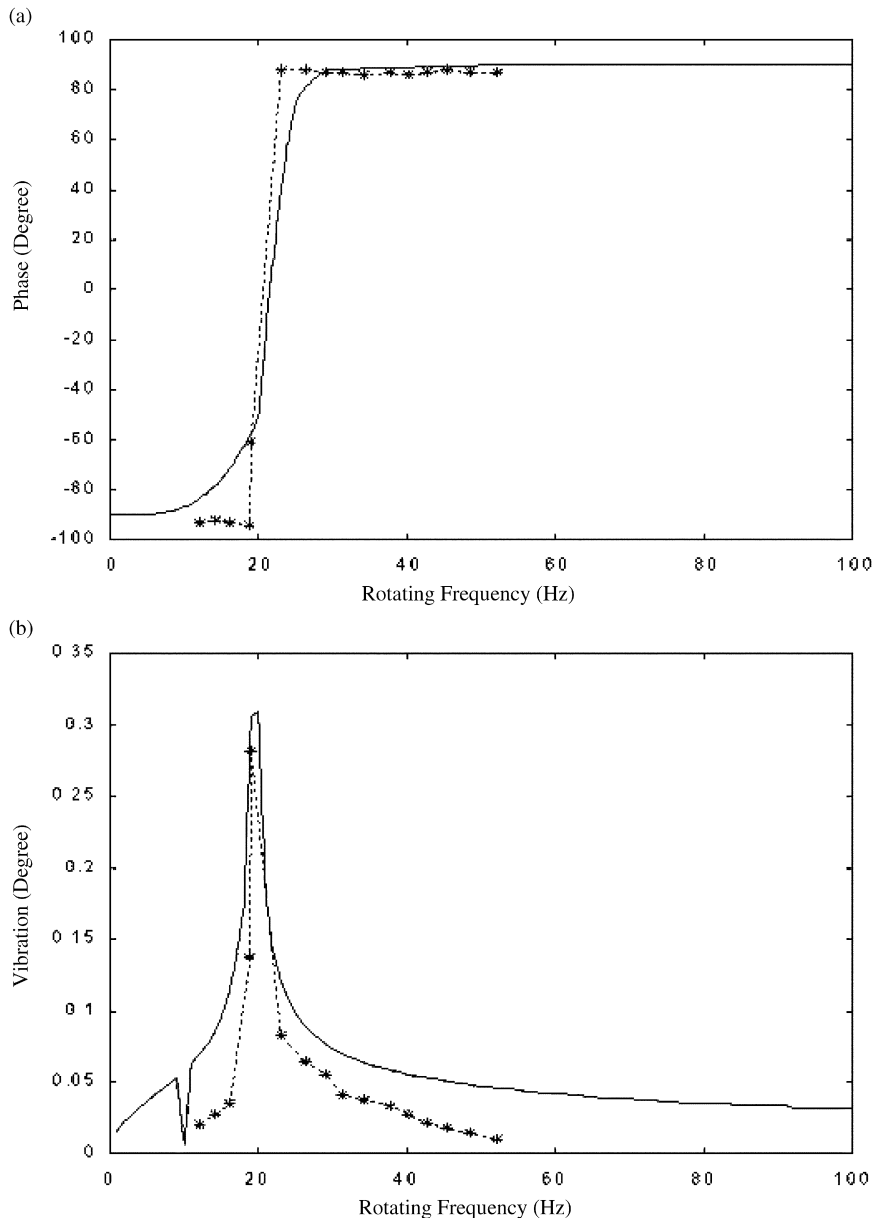 (a)
100
80
60
40
20
0
-20
-40
-60
-80
-100
Phase (Degree)
0 20 40 60 80 100
Rotating Frequency (Hz)
(b)
0.35
0.3
0.25
0.2
0.15
0.1
0.05
0
Vibration (Degree)
0 20 40 60 80 100
Rotating Frequency (Hz)